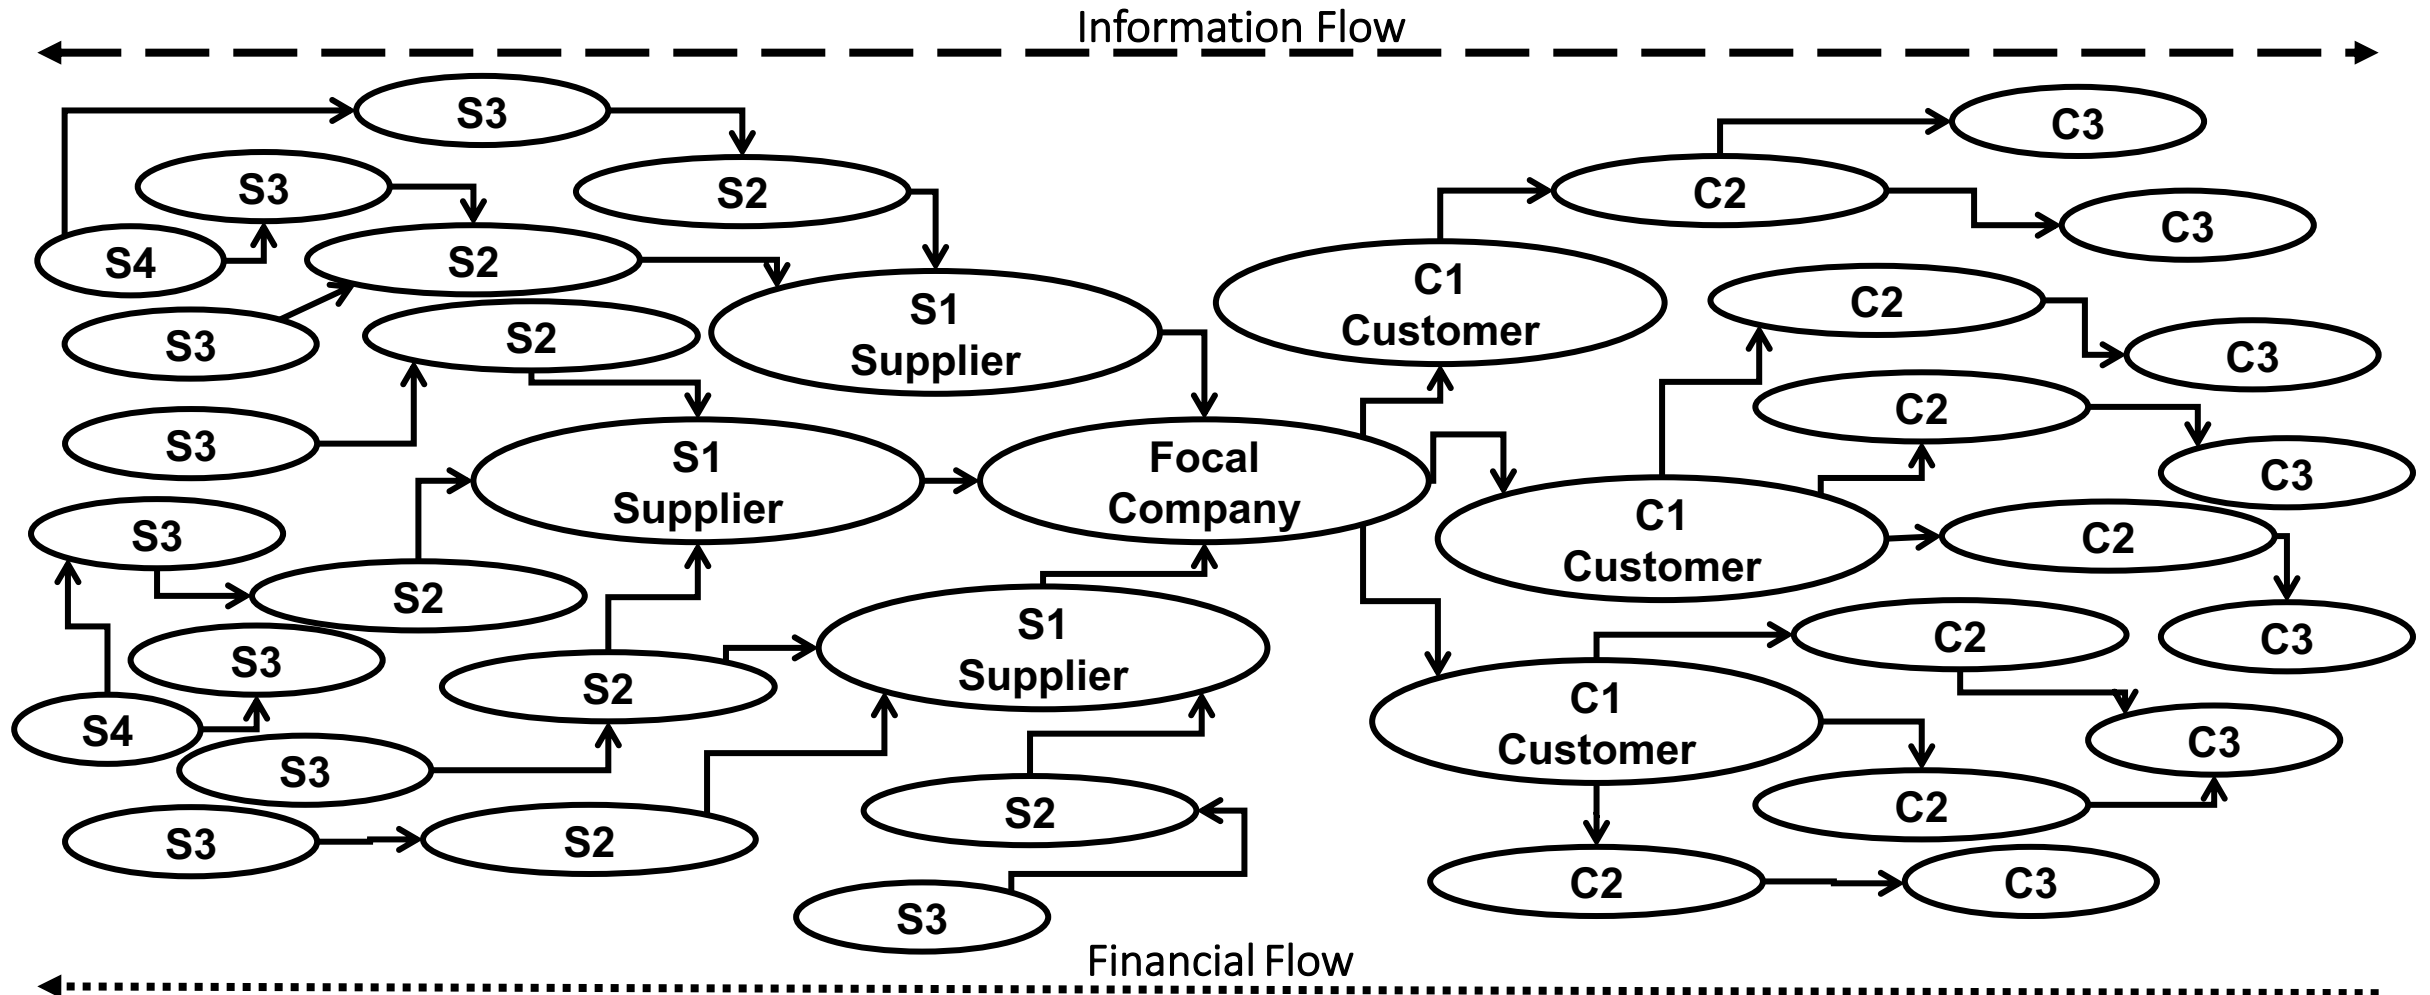 Information Flow
S3
C3
S3
S2
C2
C3
S4
S2
S1
Supplier
C1
Customer
C2
C3
S3
S2
C2
C3
S3
S1
Supplier
Focal
Company
C1
Customer
C2
S3
S2
C3
S3
S2
S1
Supplier
C2
C1
Customer
C3
S4
S3
S2
C2
S3
S2
C2
C3
S3
Financial Flow